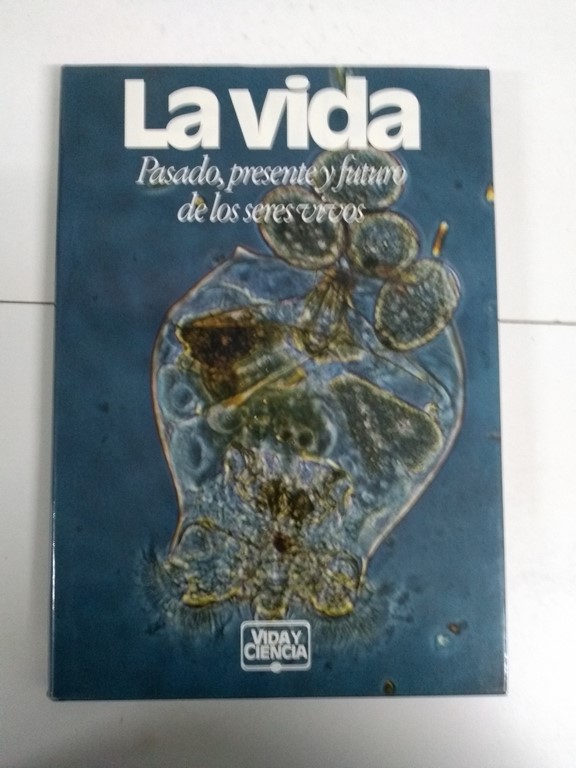 La vida
Pasado, presente y futuro
de los seres vivos
VIDA Y
CIENCIA